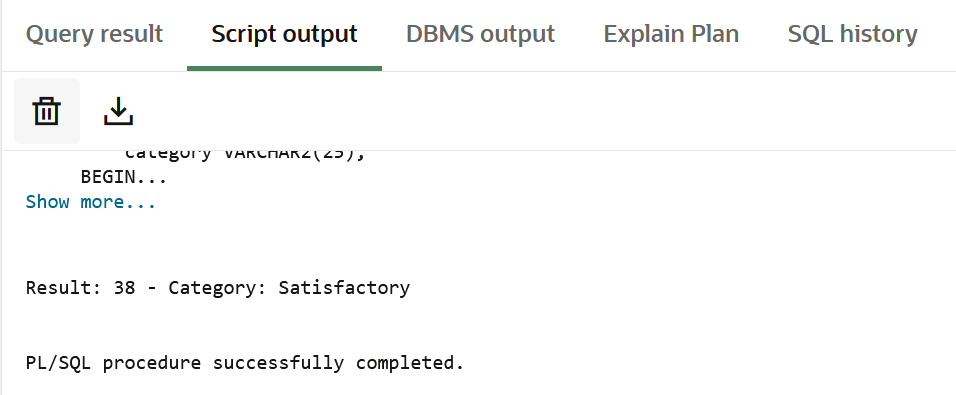 Query result Script output DBMS output Explain Plan SQL history
category VARCHAR2(25);
BEGIN...
Show more...
Result: 38 - Category: Satisfactory
PL/SQL procedure successfully completed.